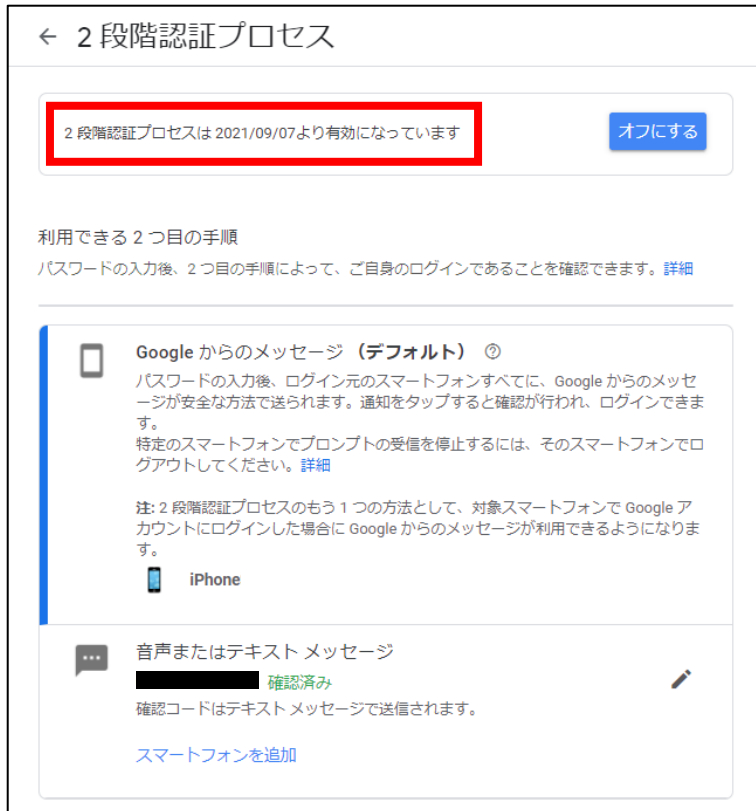 ← 2 段階認証プロセス
2 段階認証プロセスは 2021/09/07より有効になっています
オフにする
利用できる 2 つ目の手順
パスワードの入力後、2 つ目の手順によって、ご自身のログインであることを確認できます。詳細
Google からのメッセージ （デフォルト）
パスワードの入力後、ログイン元のスマートフォンすべてに、Google からのメッセ
ージが安全な方法で送られます。通知をタップすると確認が行われ、ログインできま
す。
特定のスマートフォンでプロンプトの受信を停止するには、そのスマートフォンでロ
グアウトしてください。詳細
注: 2 段階認証プロセスのもう 1 つの方法として、対象スマートフォンで Google ア
カウントにログインした場合に Google からのメッセージが利用できるようになりま
す。
iPhone
音声またはテキスト メッセージ
確認済み
確認コードはテキスト メッセージで送信されます。
スマートフォンを追加